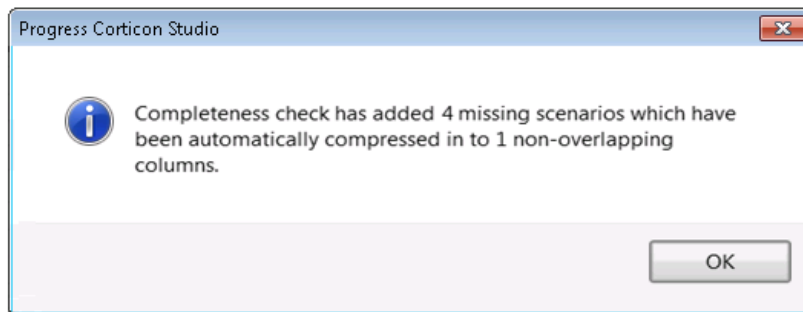 Progress Corticon Studio
Completeness check has added 4 missing scenarios which have
been automatically compressed in to 1 non-overlapping
columns.
OK